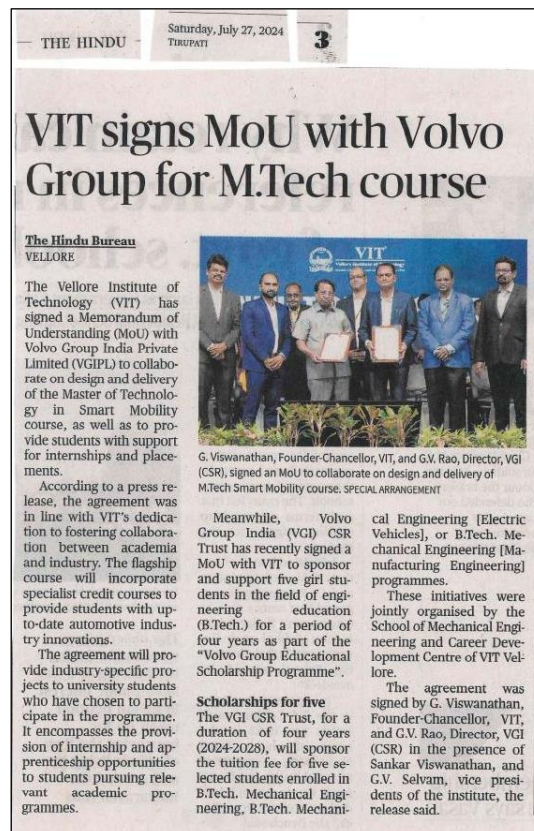 THE HINDU
Saturday, July 27, 2024
TIRUPATI
3
VIT signs MoU with Volvo
Group for M.Tech course
The Hindu Bureau
VELLORE
The Vellore Institute of
Technology (VIT) has
signed a Memorandum of
Understanding (MoU) with
Volvo Group India Private
Limited (VGIPL) to collabo-
rate on design and delivery
of the Master of Technolo-
gy in Smart Mobility
course, as well as to pro-
vide students with support
for internships and place-
ments.
According to a press re-
lease, the agreement was
in line with VIT's dedica-
tion to fostering collabora-
tion between academia
and industry. The flagship
course will incorporate
specialist credit courses to
provide students with up-
to-date automotive indus-
try innovations.
The agreement will pro-
vide industry-specific pro-
jects to university students
who have chosen to parti-
cipate in the programme.
It encompasses the provi-
sion of internship and ap-
prenticeship opportunities
to students pursuing rele-
vant academic pro-
grammes.
VIT
Vellore Institute of Technology
G. Viswanathan, Founder-Chancellor, VIT, and G.V. Rao, Director, VGI
(CSR), signed an MoU to collaborate on design and delivery of
M.Tech Smart Mobility course. SPECIAL ARRANGEMENT
Meanwhile, Volvo
Group India (VGI) CSR
Trust has recently signed a
MoU with VIT to sponsor
and support five girl stu-
dents in the field of engi-
neering education
(B.Tech.) for a period of
four years as part of the
"Volvo Group Educational
Scholarship Programme".
Scholarships for five
The VGI CSR Trust, for a
duration of four years
(2024-2028), will sponsor
the tuition fee for five se-
lected students enrolled in
B.Tech. Mechanical Engi-
neering, B.Tech. Mechani-
cal Engineering [Electric
Vehicles], or B.Tech. Me-
chanical Engineering [Ma-
nufacturing Engineering]
programmes.
These initiatives were
jointly organised by the
School of Mechanical Engi-
neering and Career Deve-
lopment Centre of VIT Vel-
lore.
The agreement was
signed by G. Viswanathan,
Founder-Chancellor, VIT,
and G.V. Rao, Director, VGI
(CSR) in the presence of
Sankar Viswanathan, and
G.V. Selvam, vice presi-
dents of the institute, the
release said.